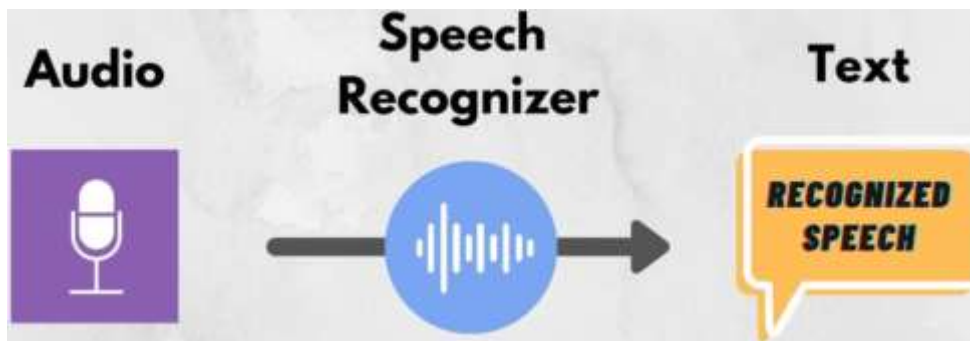 Audio
Speech
Recognizer
Text
RECOGNIZED
SPEECH